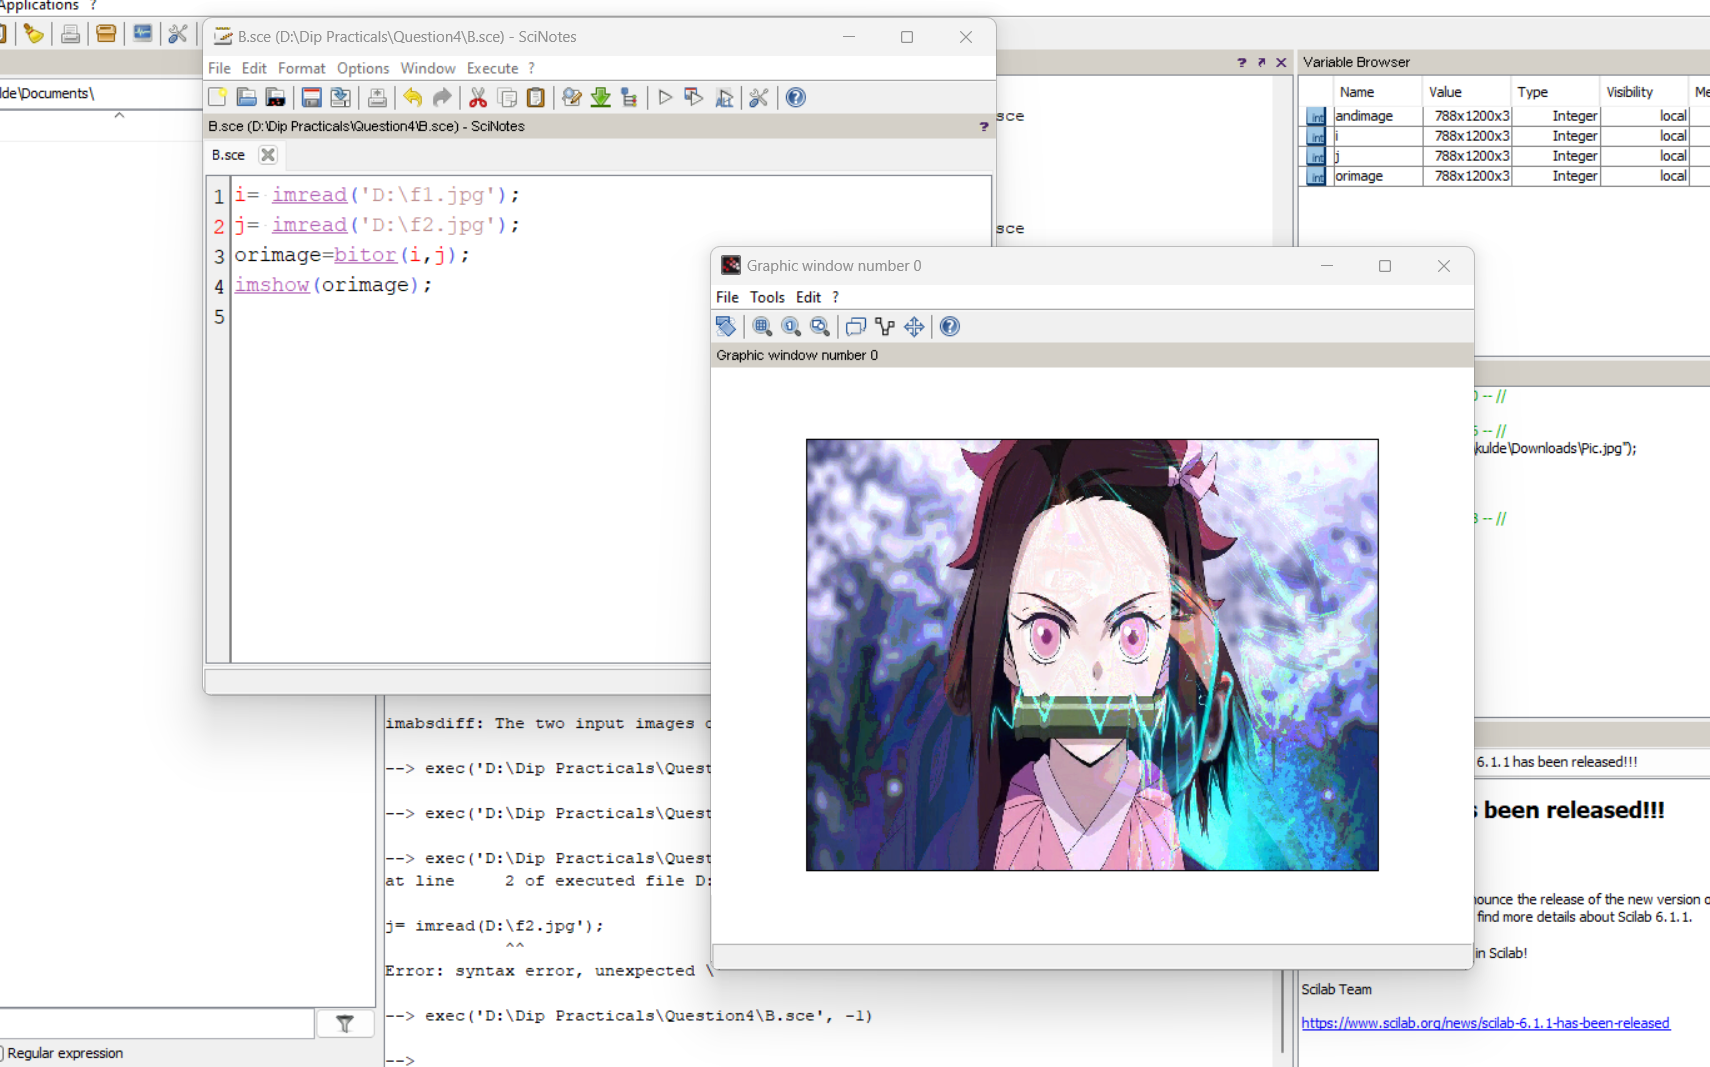 Applications ?
B.sce (D:\Dip Practicals\Question4\B.sce) - SciNotes
File Edit Format Options Window Execute ?
B.sce (D:\Dip Practicals\Question4\B.sce) - SciNotes ?
B.sce
1 i= imread('D:\f1.jpg');
2 j= imread('D:\f2.jpg');
3 orimage=bitor(i,j);
4 imshow(orimage);
5
lde\Documents\
sce
sce
? Variable Browser
Name Value Type Visibility Me
int andimage 788x1200x3 Integer local
int i 788x1200x3 Integer local
int j 788x1200x3 Integer local
int orimage 788x1200x3 Integer local
Graphic window number 0
File Tools Edit ?
Graphic window number 0
-- //
-- //
kulde\Downloads\Pic.jpg");
-- //
imabsdiff: The two input images
--> exec('D:\Dip Practicals\Quest
--> exec('D:\Dip Practicals\Quest
--> exec('D:\Dip Practicals\Quest
at line 2 of executed file D:
j= imread(D:\f2.jpg');
^^
Error: syntax error, unexpected \
--> exec('D:\Dip Practicals\Question4\B.sce', -1)
-->
6.1.1 has been released!!!
s been released!!!
nounce the release of the new version o
find more details about Scilab 6.1.1.
in Scilab!
Scilab Team
https://www.scilab.org/news/scilab-6.1.1-has-been-released
Regular expression